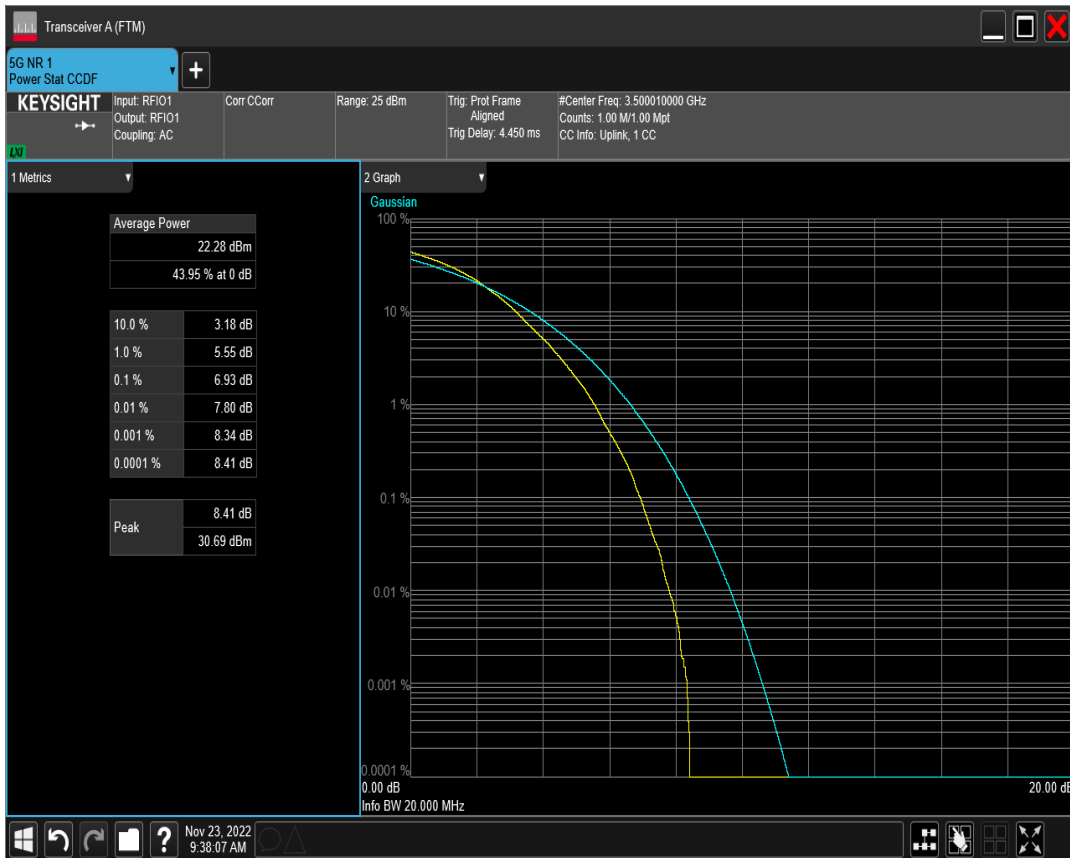 Transceiver A (FTM)
5G NR 1
Power Stat CCDF
+
KEYSIGHT
LXI
Input: RFIO1
Output: RFIO1
Coupling: AC
Corr CCorr
Range: 25 dBm
Trig: Prot Frame
Aligned
Trig Delay: 4.450 ms
#Center Freq: 3.500010000 GHz
Counts: 1.00 M/1.00 Mpt
CC Info: Uplink, 1 CC
1 Metrics
Average Power
22.28 dBm
43.95 % at 0 dB
10.0 % 3.18 dB
1.0 % 5.55 dB
0.1 % 6.93 dB
0.01 % 7.80 dB
0.001 % 8.34 dB
0.0001 % 8.41 dB
Peak
8.41 dB
30.69 dBm
2 Graph
Gaussian
100 %
10 %
1 %
0.1 %
0.01 %
0.001 %
0.0001 %
0.00 dB 20.00 dB
Info BW 20.000 MHz
?
Nov 23, 2022
9:38:07 AM